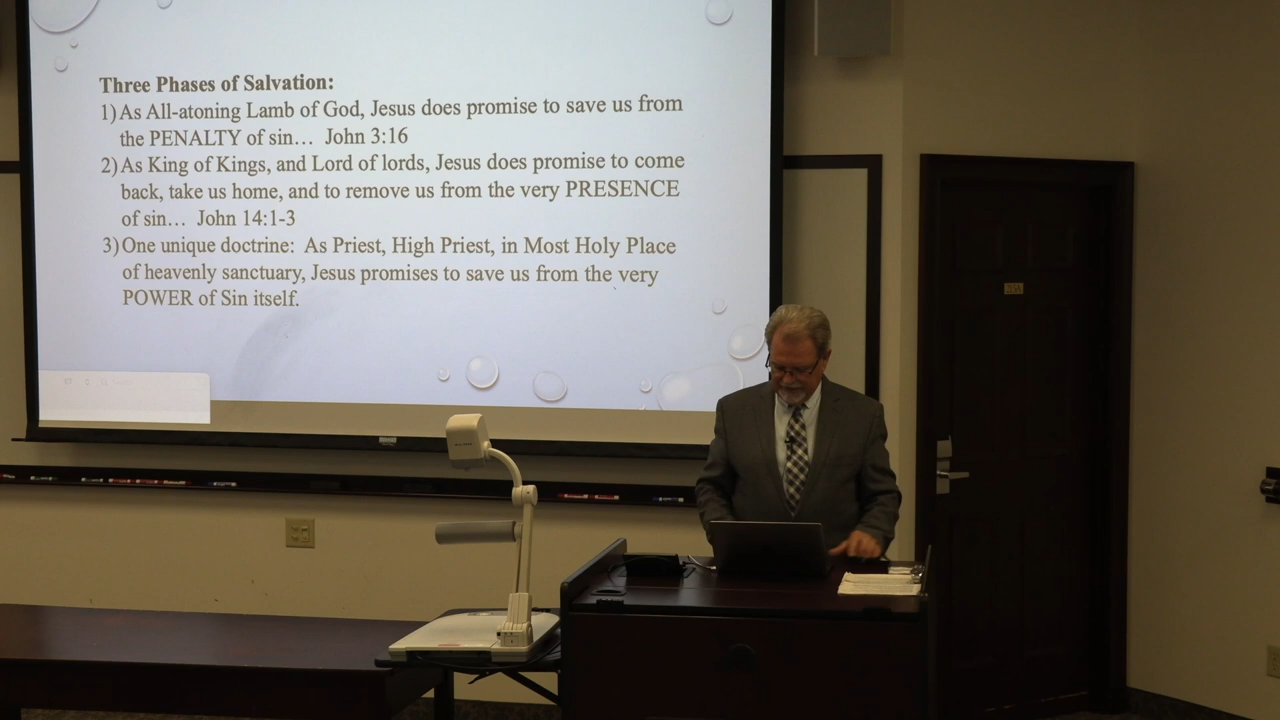 Three Phases of Salvation:
1) As All-atoning Lamb of God, Jesus does promise to save us from
the PENALTY of sin… John 3:16
2) As King of Kings, and Lord of lords, Jesus does promise to come
back, take us home, and to remove us from the very PRESENCE
of sin… John 14:1-3
3) One unique doctrine: As Priest, High Priest, in Most Holy Place
of heavenly sanctuary, Jesus promises to save us from the very
POWER of Sin itself.